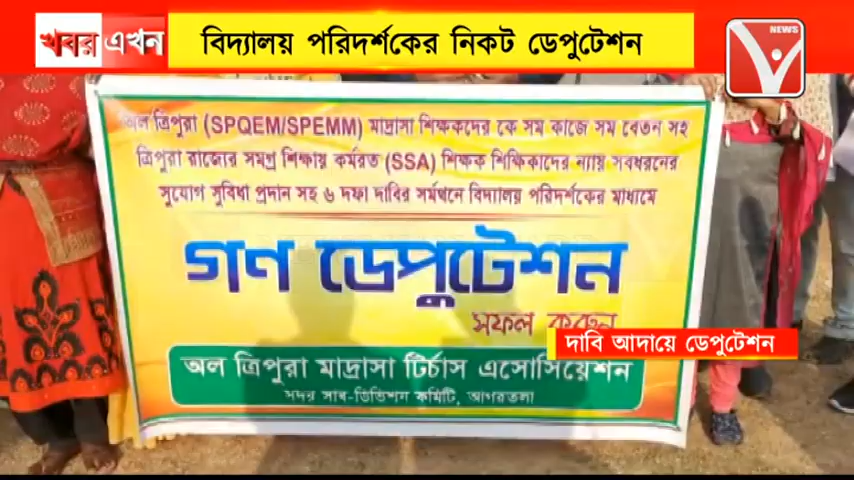 খবর এখন
বিদ্যালয় পরিদর্শকের নিকট ডেপুটেশন
NEWS
V
অল ত্রিপুরা (SPQEM/SPEMM) মাদ্রাসা শিক্ষকদের কে সম কাজে সম বেতন সহ
ত্রিপুরা রাজ্যের সমগ্র শিক্ষায় কর্মরত (SSA) শিক্ষক শিক্ষিকাদের ন্যায় সবধরনের
সুযোগ সুবিধা প্রদান সহ ৬ দফা দাবির সর্মথনে বিদ্যালয় পরিদর্শকের মাধ্যমে
গণ ডেপুটেশন
সফল করুন
দাবি আদায়ে ডেপুটেশন
অল ত্রিপুরা মাদ্রাসা টির্চাস এসোসিয়েশন
সদর সাব-ডিভিশন কমিটি, আগরতলা